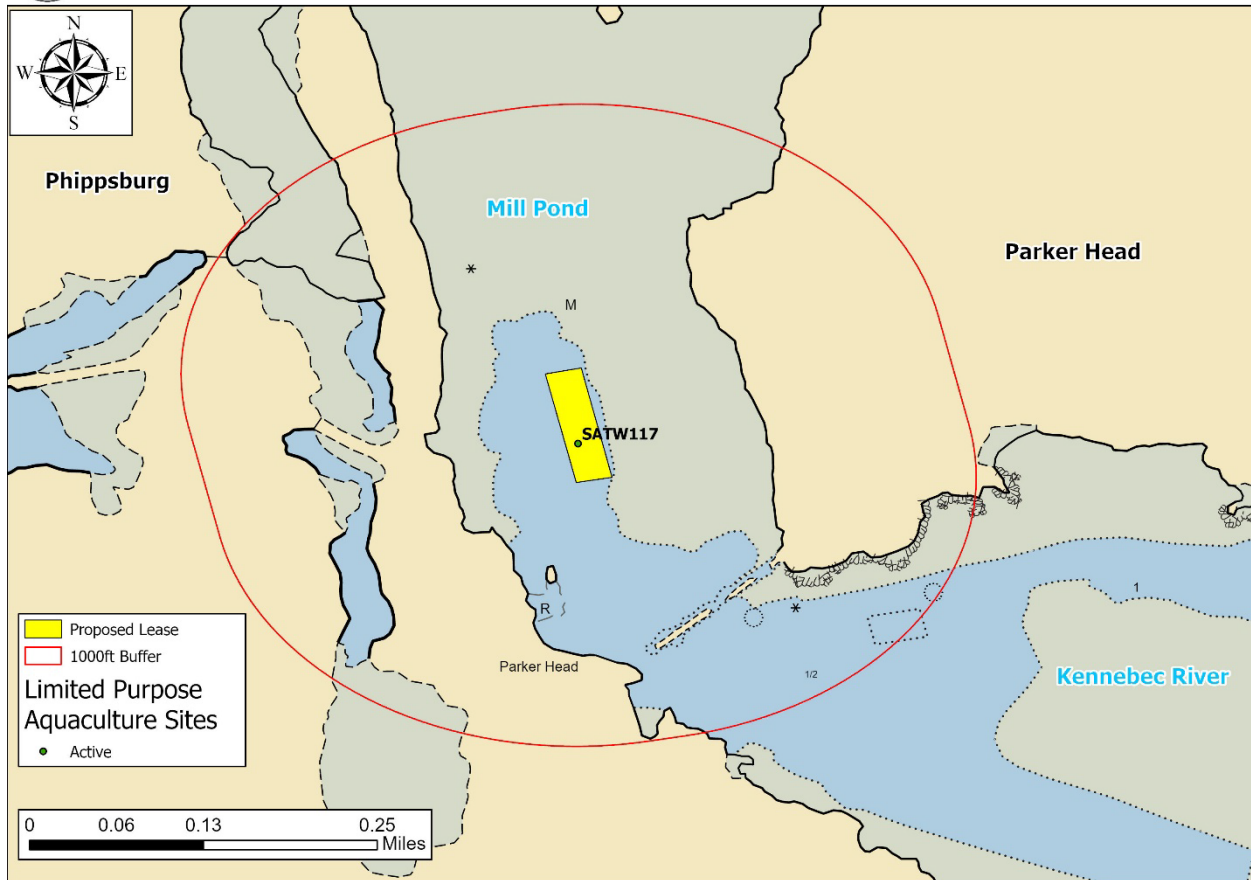 N
W E
S
Phippsburg
Mill Pond
Parker Head
M
SATW117
R
Parker Head
1/2
1
Kennebec River
Proposed Lease
1000ft Buffer
Limited Purpose
Aquaculture Sites
Active
0 0.06 0.13 0.25
Miles